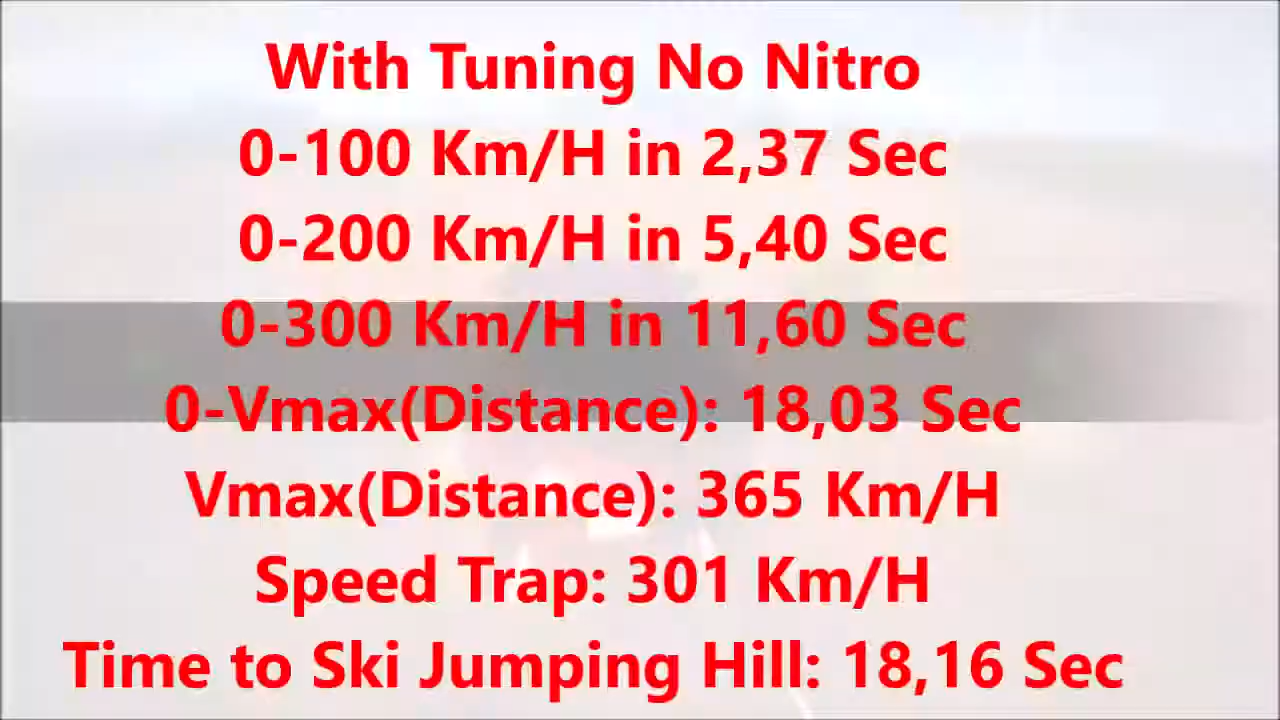 With Tuning No Nitro
0-100 Km/H in 2,37 Sec
0-200 Km/H in 5,40 Sec
0-300 Km/H in 11,60 Sec
0-Vmax(Distance): 18,03 Sec
Vmax(Distance): 365 Km/H
Speed Trap: 301 Km/H
Time to Ski Jumping Hill: 18,16 Sec